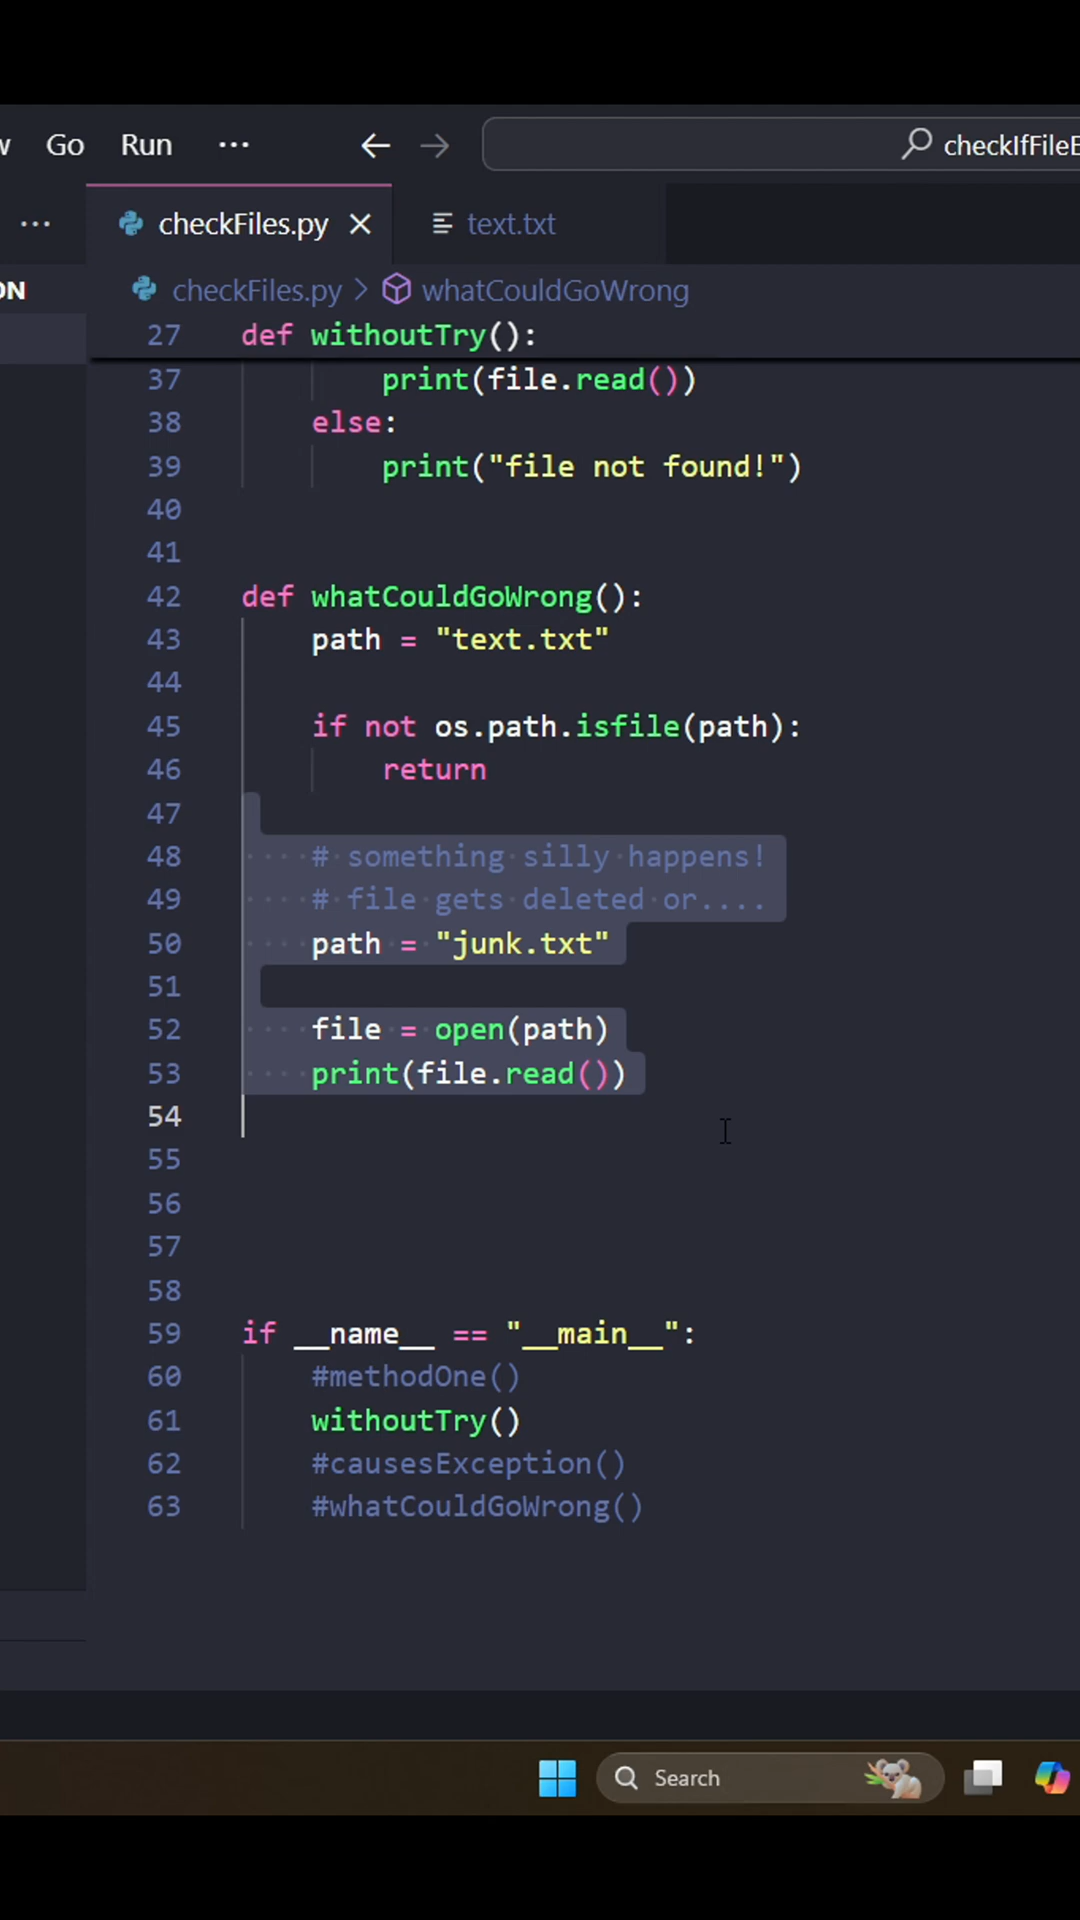 w Go Run ···
checkIfFileE
··· checkFiles.py text.txt
ON checkFiles.py > whatCouldGoWrong
27 def withoutTry():
37 print(file.read())
38 else:
39 print("file not found!")
40
41
42 def whatCouldGoWrong():
43 path = "text.txt"
44
45 if not os.path.isfile(path):
46 return
47
48 # something silly happens!
49 # file gets deleted or....
50 path = "junk.txt"
51
52 file = open(path)
53 print(file.read())
54
55
56
57
58
59 if __name__ == "__main__":
60 #methodOne()
61 withoutTry()
62 #causesException()
63 #whatCouldGoWrong()
Search